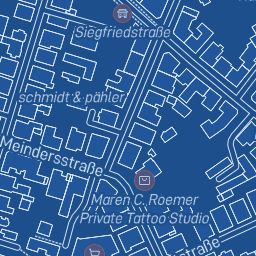 Siegfriedstraße
schmidt & pähler
Meindersstraße
Maren C. Roemer
Private Tattoo Studio
straße